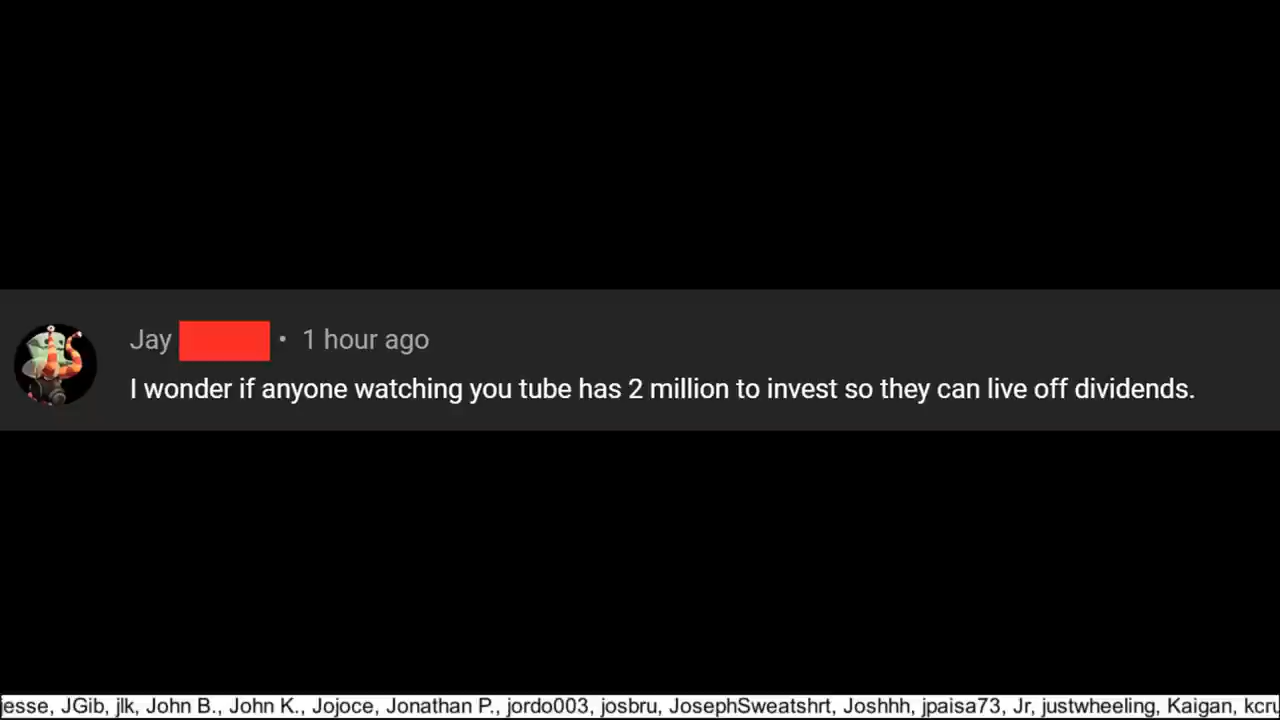 Jay • 1 hour ago
I wonder if anyone watching you tube has 2 million to invest so they can live off dividends.
jesse, JGib, jlk, John B., John K., Jojoce, Jonathan P., jordo003, josbru, JosephSweatshrt, Joshhh, jpaisa73, Jr, justwheeling, Kaigan, kcru